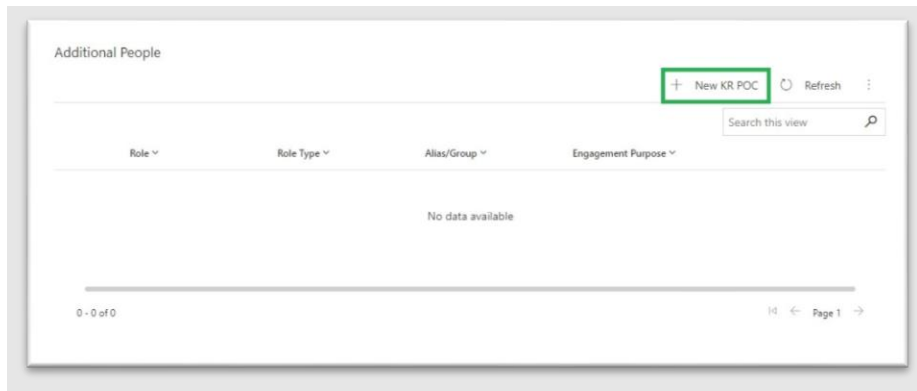 Additional People
New KR POC Refresh
Search this view
Role Role Type Alias/Group Engagement Purpose
No data available
0 - 0 of 0 Page 1